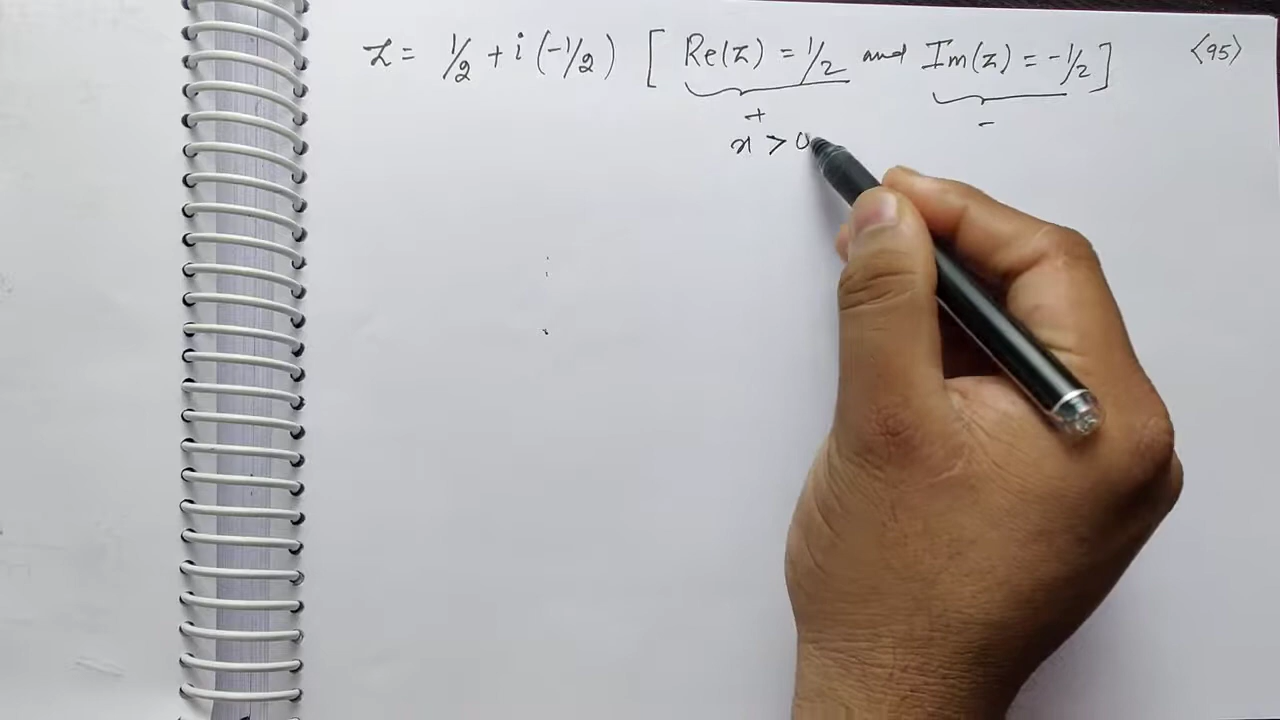 z = 1/2 + i (-1/2) [ Re(z) = 1/2 and Im(z) = -1/2 ] <95>
+ -
x > 0